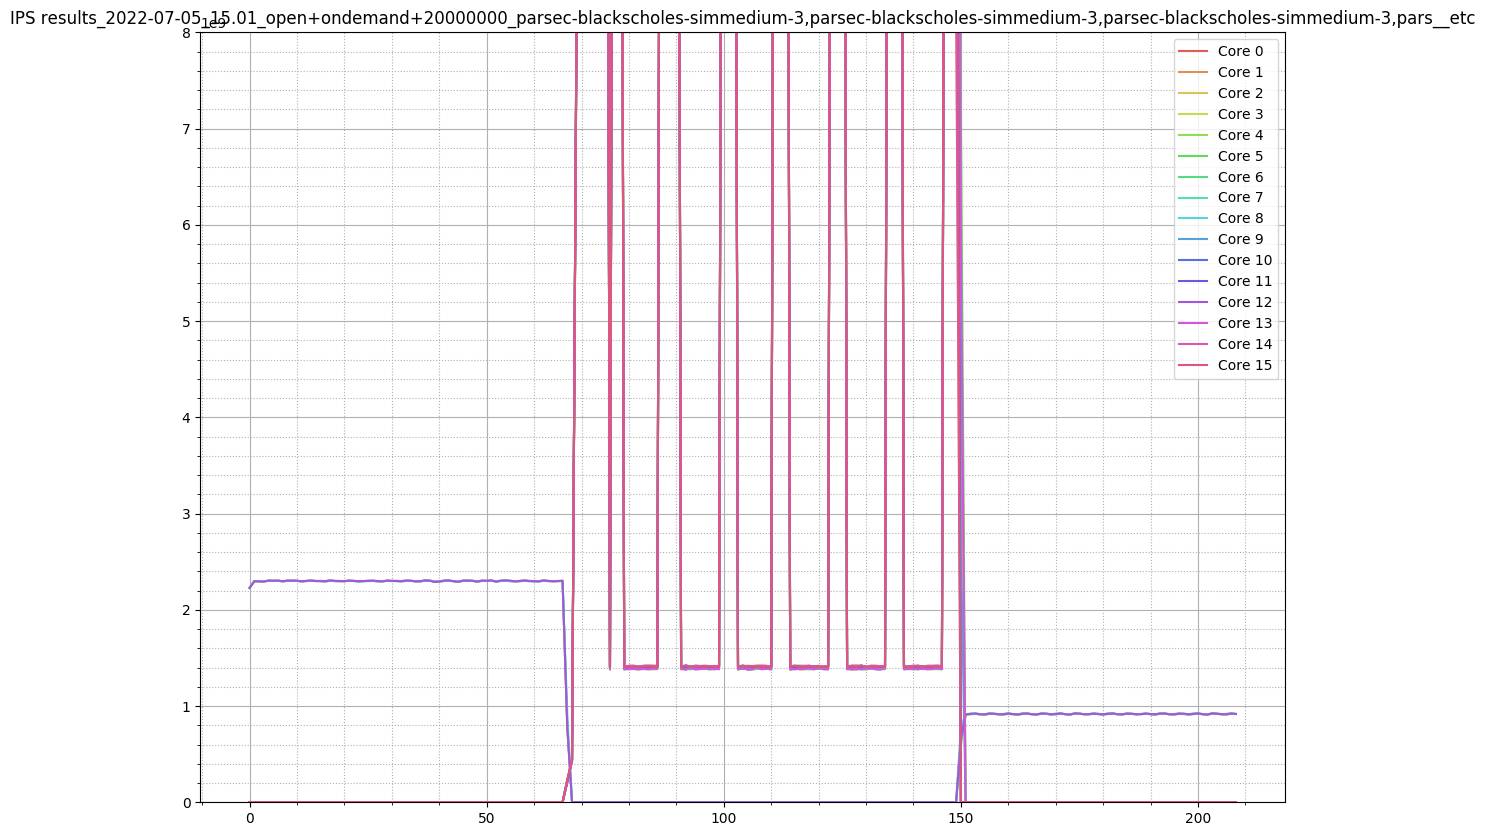 IPS results_2022-07-05_15.01_open+ondemand+20000000_parsec-blackscholes-simmedium-3,parsec-blackscholes-simmedium-3,parsec-blackscholes-simmedium-3,pars__etc
1e9
8
7
6
5
4
3
2
1
0
0 50 100 150 200
Core 0
Core 1
Core 2
Core 3
Core 4
Core 5
Core 6
Core 7
Core 8
Core 9
Core 10
Core 11
Core 12
Core 13
Core 14
Core 15